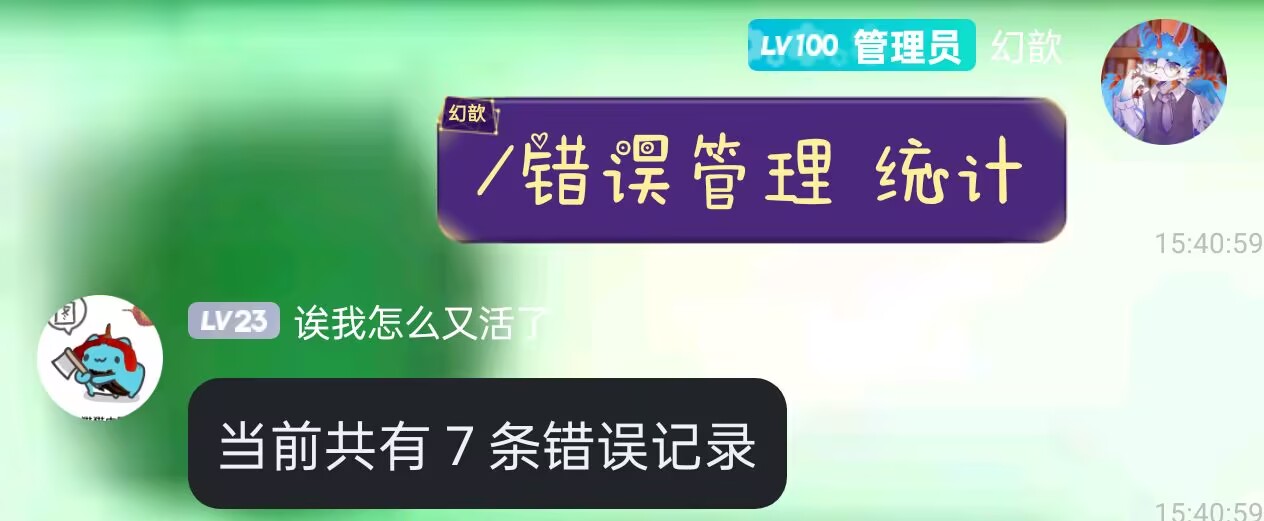 LV100 管理员 幻歆
幻歆
/错误管理 统计
15:40:59
LV23 诶我怎么又活了
当前共有 7 条错误记录
15:40:59